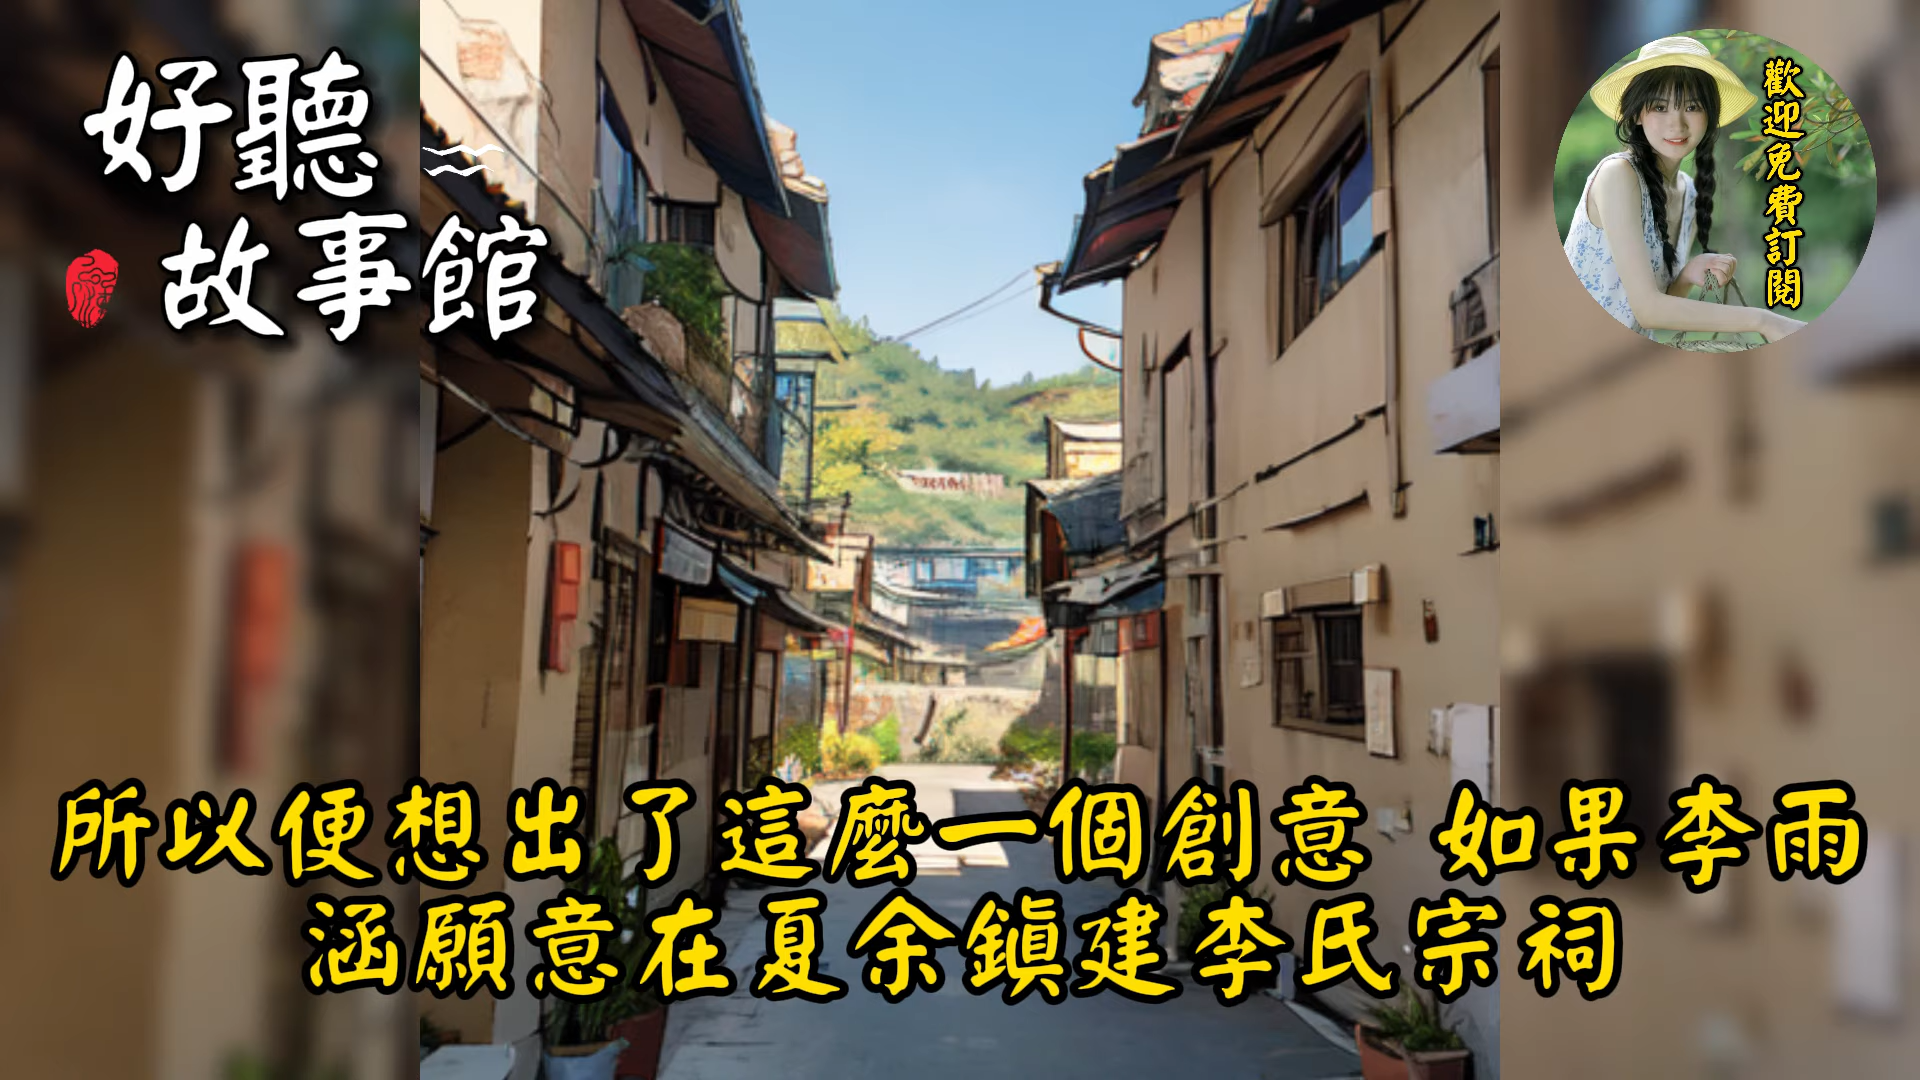 好聽
故事館
歡迎免費訂閱
所以便想出了這麼一個創意 如果李雨
涵願意在夏余鎮建李氏宗祠